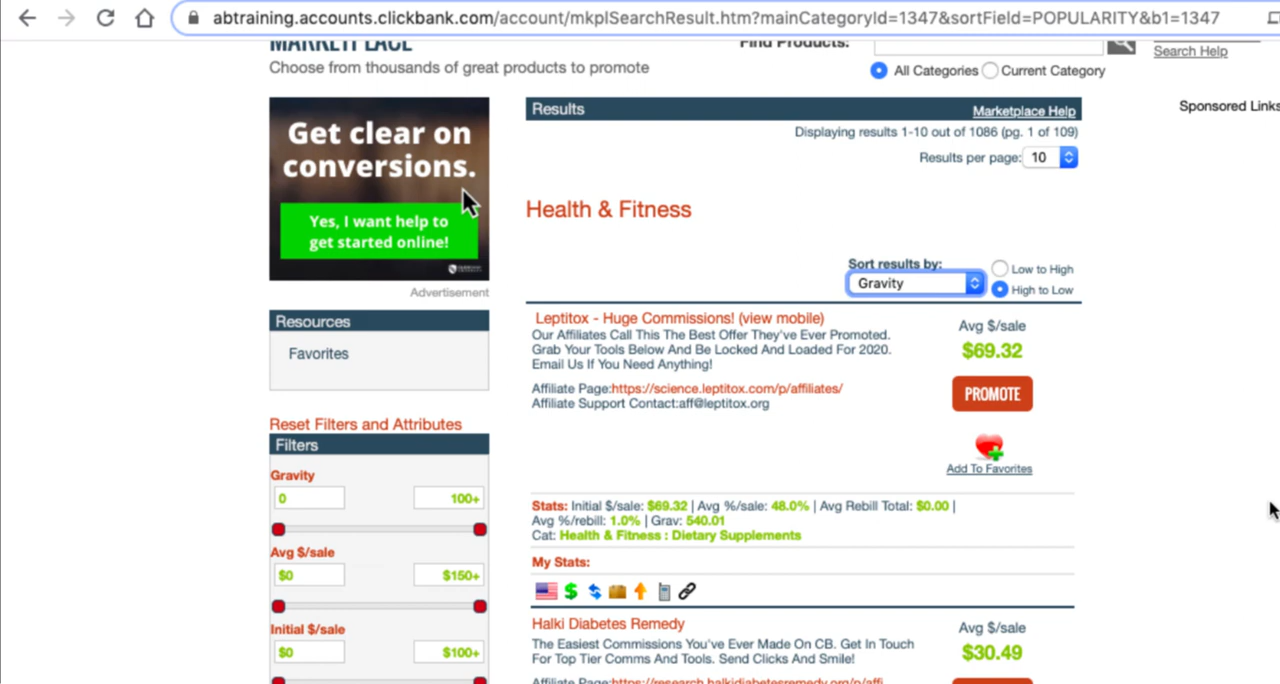 abtraining.accounts.clickbank.com/account/mkplSearchResult.htm?mainCategoryId=1347&sortField=POPULARITY&b1=1347
MARKETPLACE
Choose from thousands of great products to promote
Find Products:
Search Help
All Categories
Current Category
Get clear on
conversions.
Yes, I want help to
get started online!
Advertisement
Resources
Favorites
Reset Filters and Attributes
Filters
Gravity
0
100+
Avg $/sale
$0
$150+
Initial $/sale
$0
$100+
Results
Marketplace Help
Displaying results 1-10 out of 1086 (pg. 1 of 109)
Results per page:
10
Health & Fitness
Sort results by:
Gravity
Low to High
High to Low
Leptitox - Huge Commissions! (view mobile)
Our Affiliates Call This The Best Offer They've Ever Promoted.
Grab Your Tools Below And Be Locked And Loaded For 2020.
Email Us If You Need Anything!
Affiliate Page:https://science.leptitox.com/p/affiliates/
Affiliate Support Contact:aff@leptitox.org
Avg $/sale
$69.32
PROMOTE
Add To Favorites
Stats: Initial $/sale: $69.32 | Avg %/sale: 48.0% | Avg Rebill Total: $0.00 |
Avg %/rebill: 1.0% | Grav: 540.01
Cat: Health & Fitness : Dietary Supplements
My Stats:
Halki Diabetes Remedy
The Easiest Commissions You've Ever Made On CB. Get In Touch
For Top Tier Comms And Tools. Send Clicks And Smile!
Affiliate Page:https://research.halkidiabetesremedy.org/p/affi
Avg $/sale
$30.49
Sponsored Links